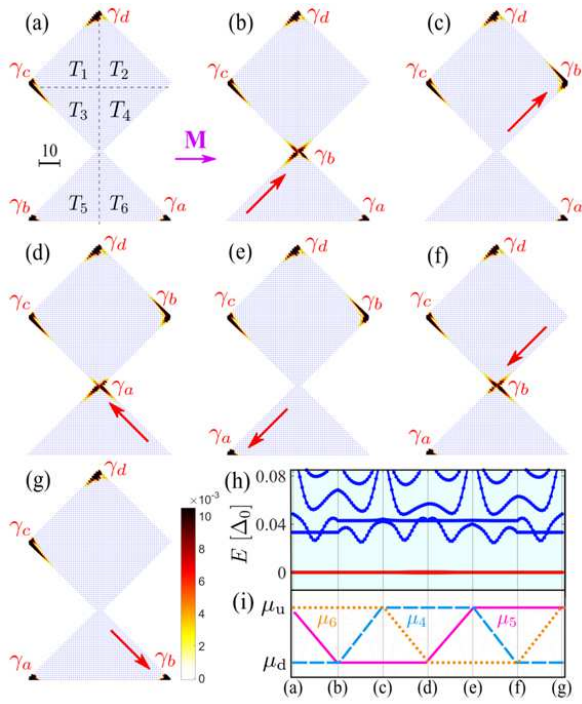 (a) γd (b) γd (c) γd
γc T1 T2 γc γc γb
T3 T4
10 M
γb
γb T5 T6 γa γa γa
(d) γd (e) γd (f) γd
γc γb γc γb γc
γa γb
γa γa
(g) γd 10⁻³ (h) 0.08
10
γc 8 E [Δ0] 0.04
6
4 0
2 (i) μu μ6 μ4 μ5
γa γb 0 μd
(a) (b) (c) (d) (e) (f) (g)